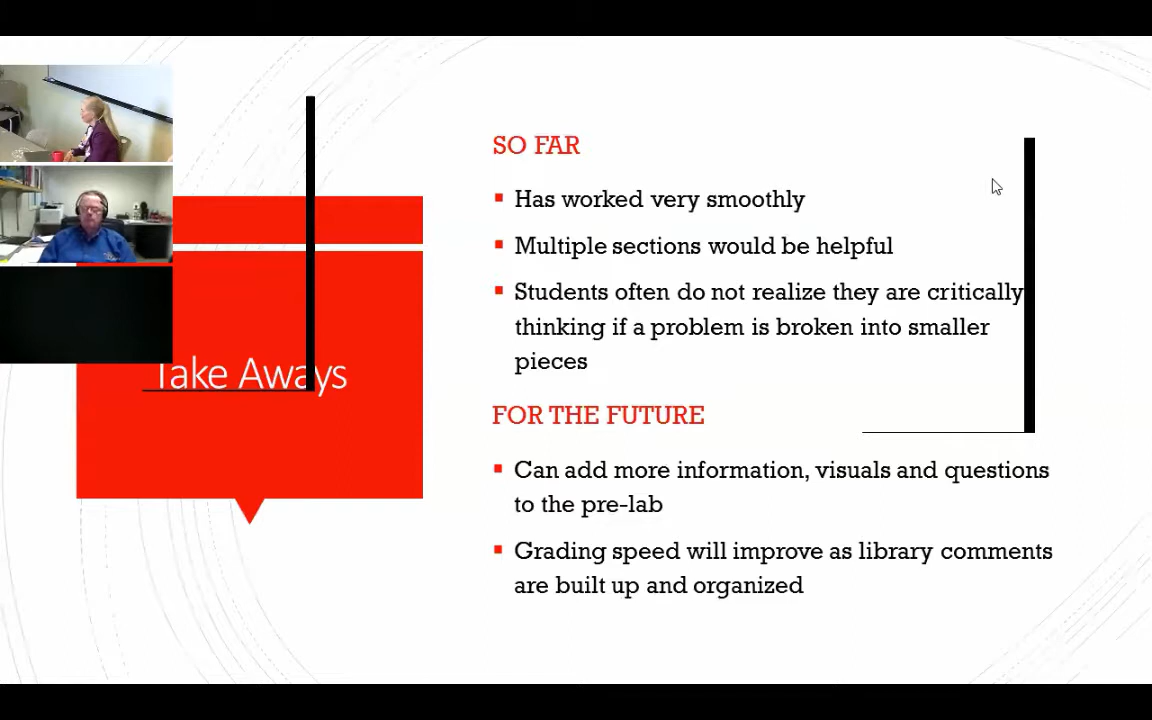 Take Aways
SO FAR
Has worked very smoothly
Multiple sections would be helpful
Students often do not realize they are critically
thinking if a problem is broken into smaller
pieces
FOR THE FUTURE
Can add more information, visuals and questions
to the pre-lab
Grading speed will improve as library comments
are built up and organized